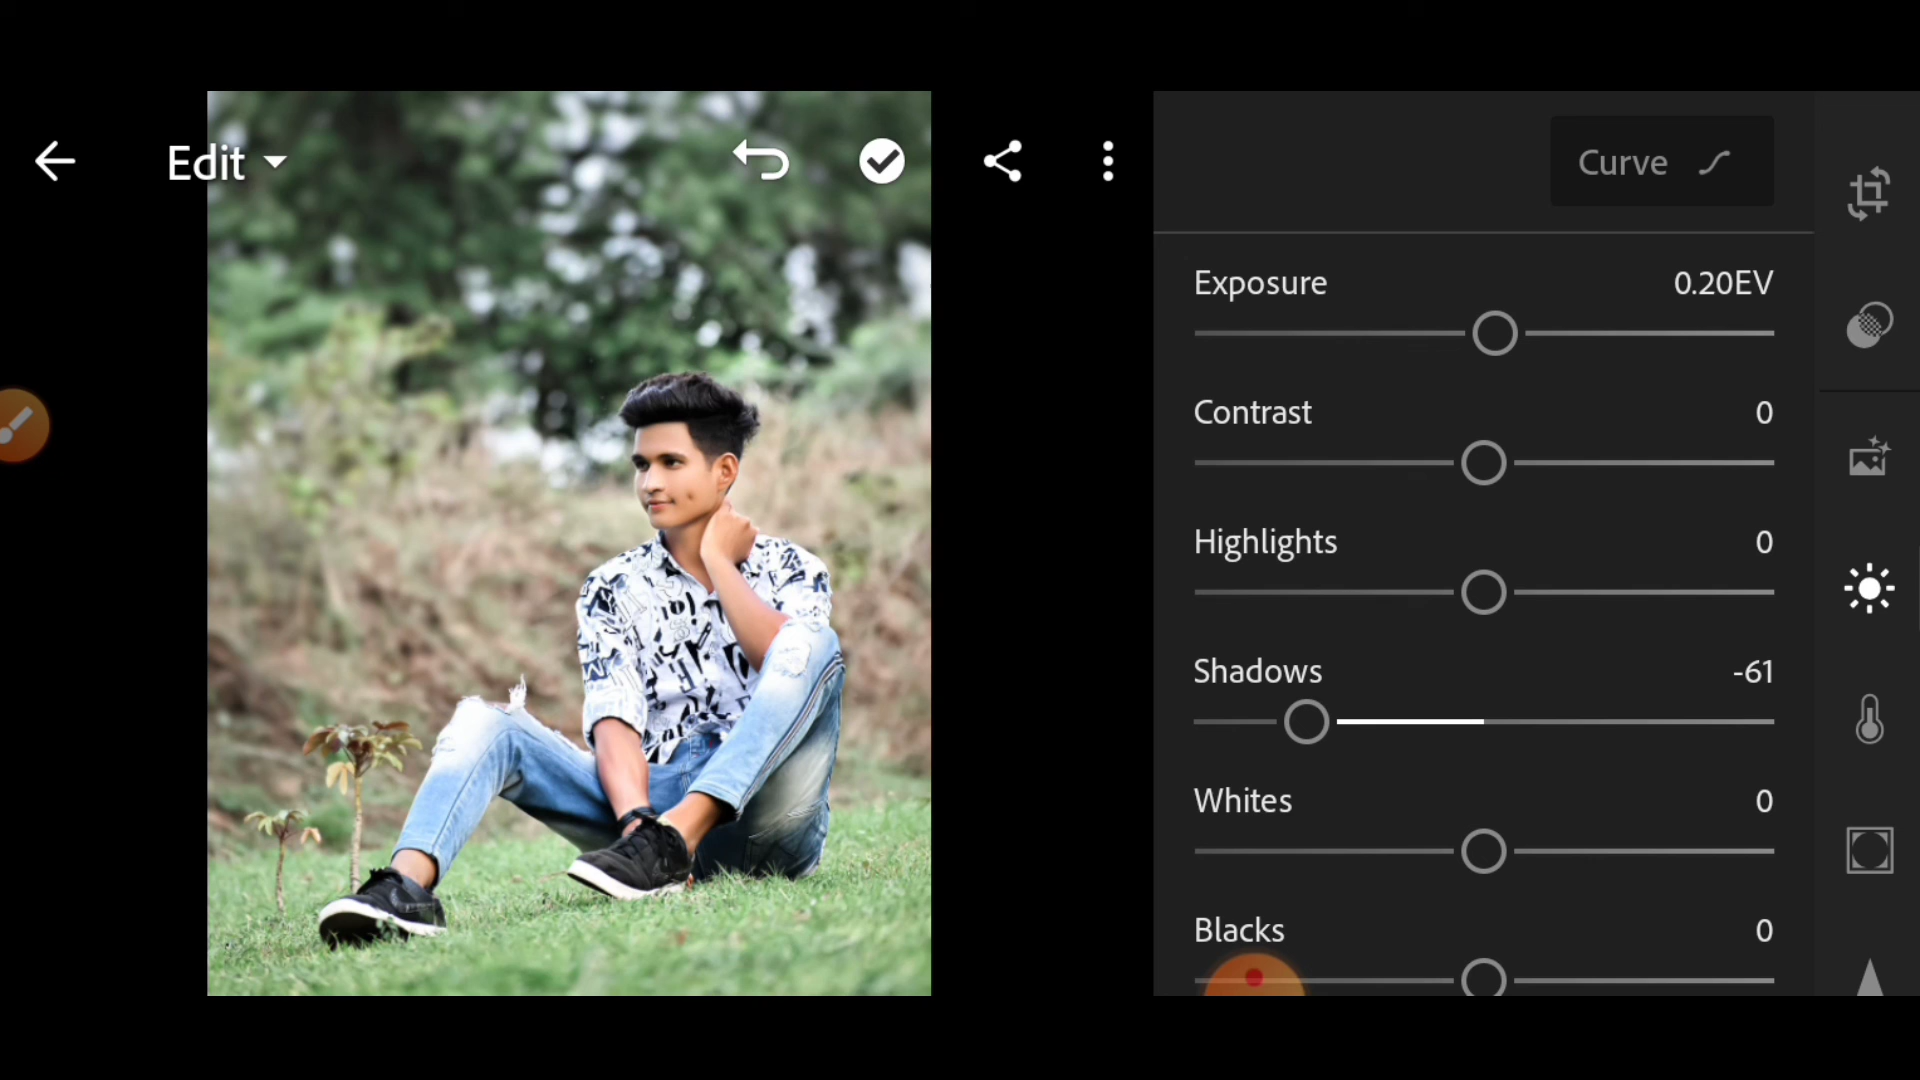 Edit
Curve
Exposure 0.20EV
Contrast 0
Highlights 0
Shadows -61
Whites 0
Blacks 0